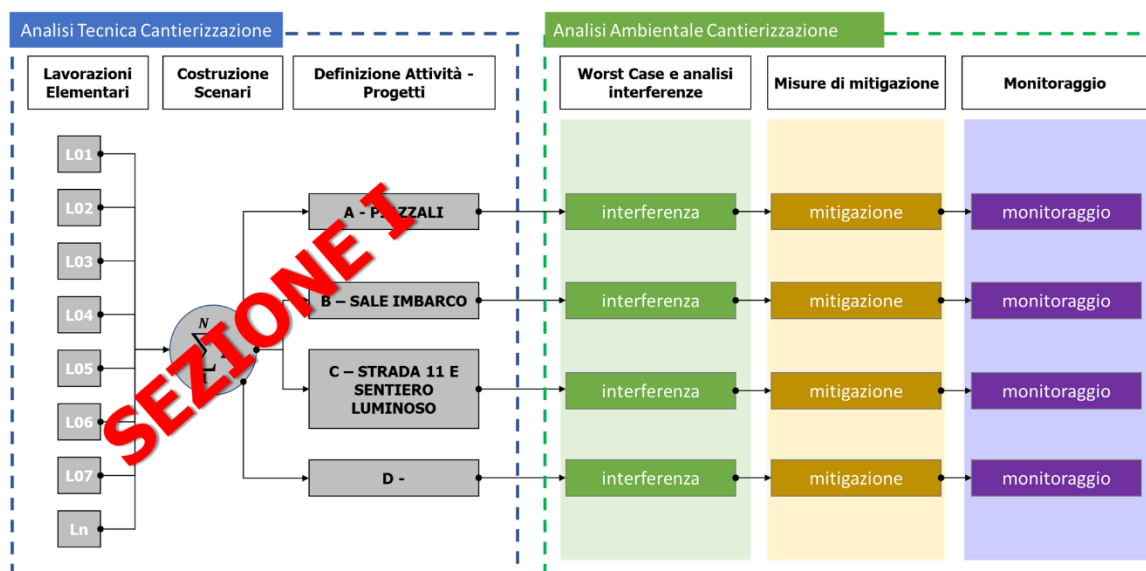 Analisi Tecnica Cantierizzazione
Analisi Ambientale Cantierizzazione
Lavorazioni
Elementari
Costruzione
Scenari
Definizione Attività -
Progetti
Worst Case e analisi
interferenze
Misure di mitigazione
Monitoraggio
L01
L02
L03
L04
L05
L06
L07
Ln
N
∑
SEZIONE I
A - PIAZZALI
B – SALE IMBARCO
C – STRADA 11 E
SENTIERO
LUMINOSO
D -
interferenza
mitigazione
monitoraggio
interferenza
mitigazione
monitoraggio
interferenza
mitigazione
monitoraggio
interferenza
mitigazione
monitoraggio